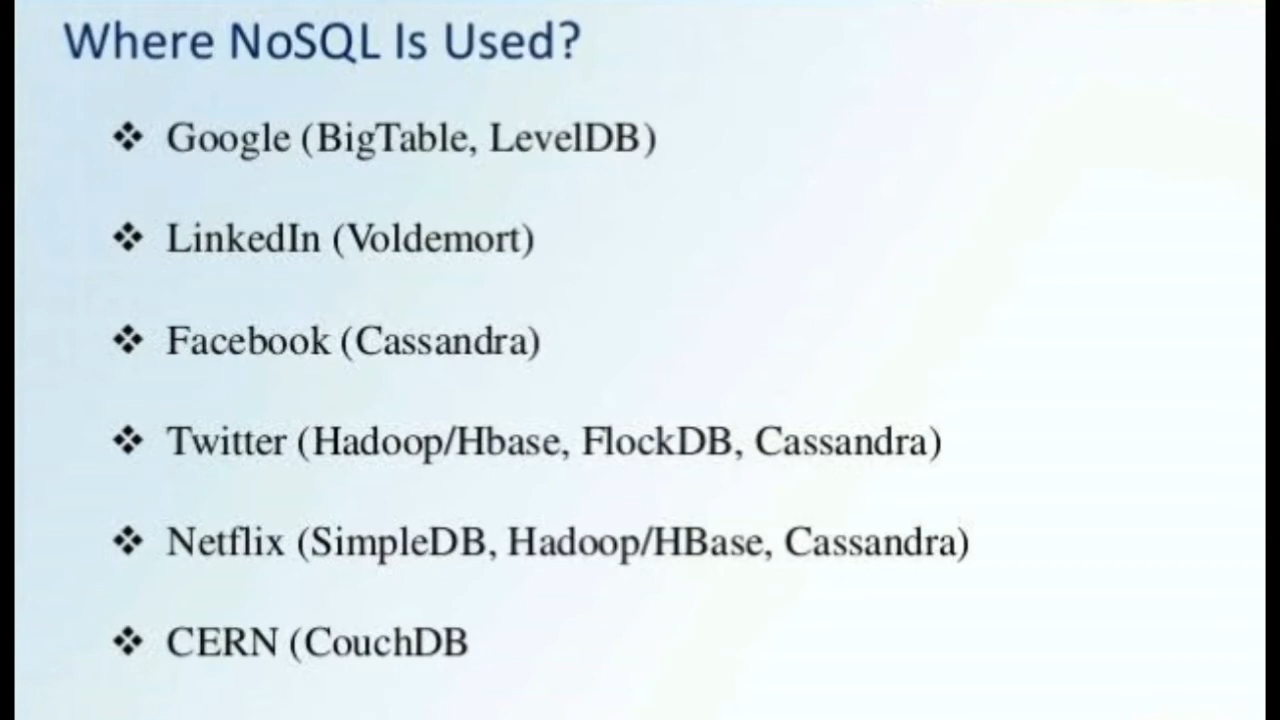 Where NoSQL Is Used?
❖ Google (BigTable, LevelDB)
❖ LinkedIn (Voldemort)
❖ Facebook (Cassandra)
❖ Twitter (Hadoop/Hbase, FlockDB, Cassandra)
❖ Netflix (SimpleDB, Hadoop/HBase, Cassandra)
❖ CERN (CouchDB